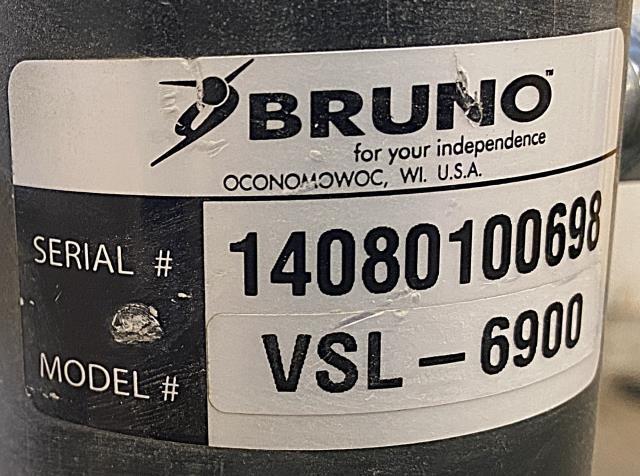 BRUNO™
for your independence
OCONOMOWOC, WI. U.S.A.
SERIAL # 14080100698
MODEL # VSL-6900